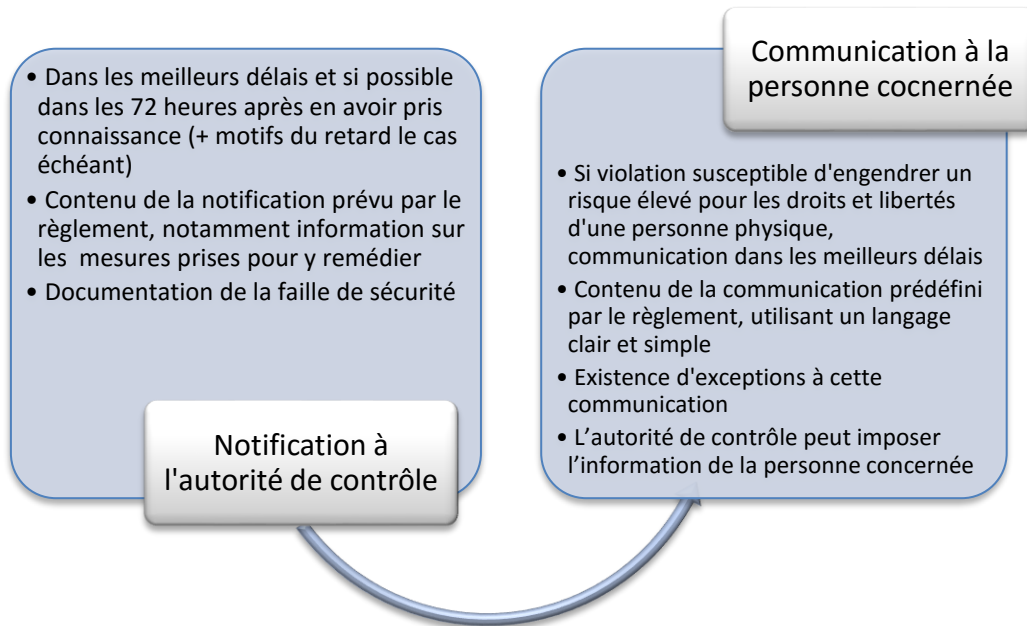 • Dans les meilleurs délais et si possible
dans les 72 heures après en avoir pris
connaissance (+ motifs du retard le cas
échéant)
• Contenu de la notification prévu par le
règlement, notamment information sur
les mesures prises pour y remédier
• Documentation de la faille de sécurité
Notification à
l'autorité de contrôle
Communication à la
personne cocnernée
• Si violation susceptible d'engendrer un
risque élevé pour les droits et libertés
d'une personne physique,
communication dans les meilleurs délais
• Contenu de la communication prédéfini
par le règlement, utilisant un langage
clair et simple
• Existence d'exceptions à cette
communication
• L’autorité de contrôle peut imposer
l’information de la personne concernée